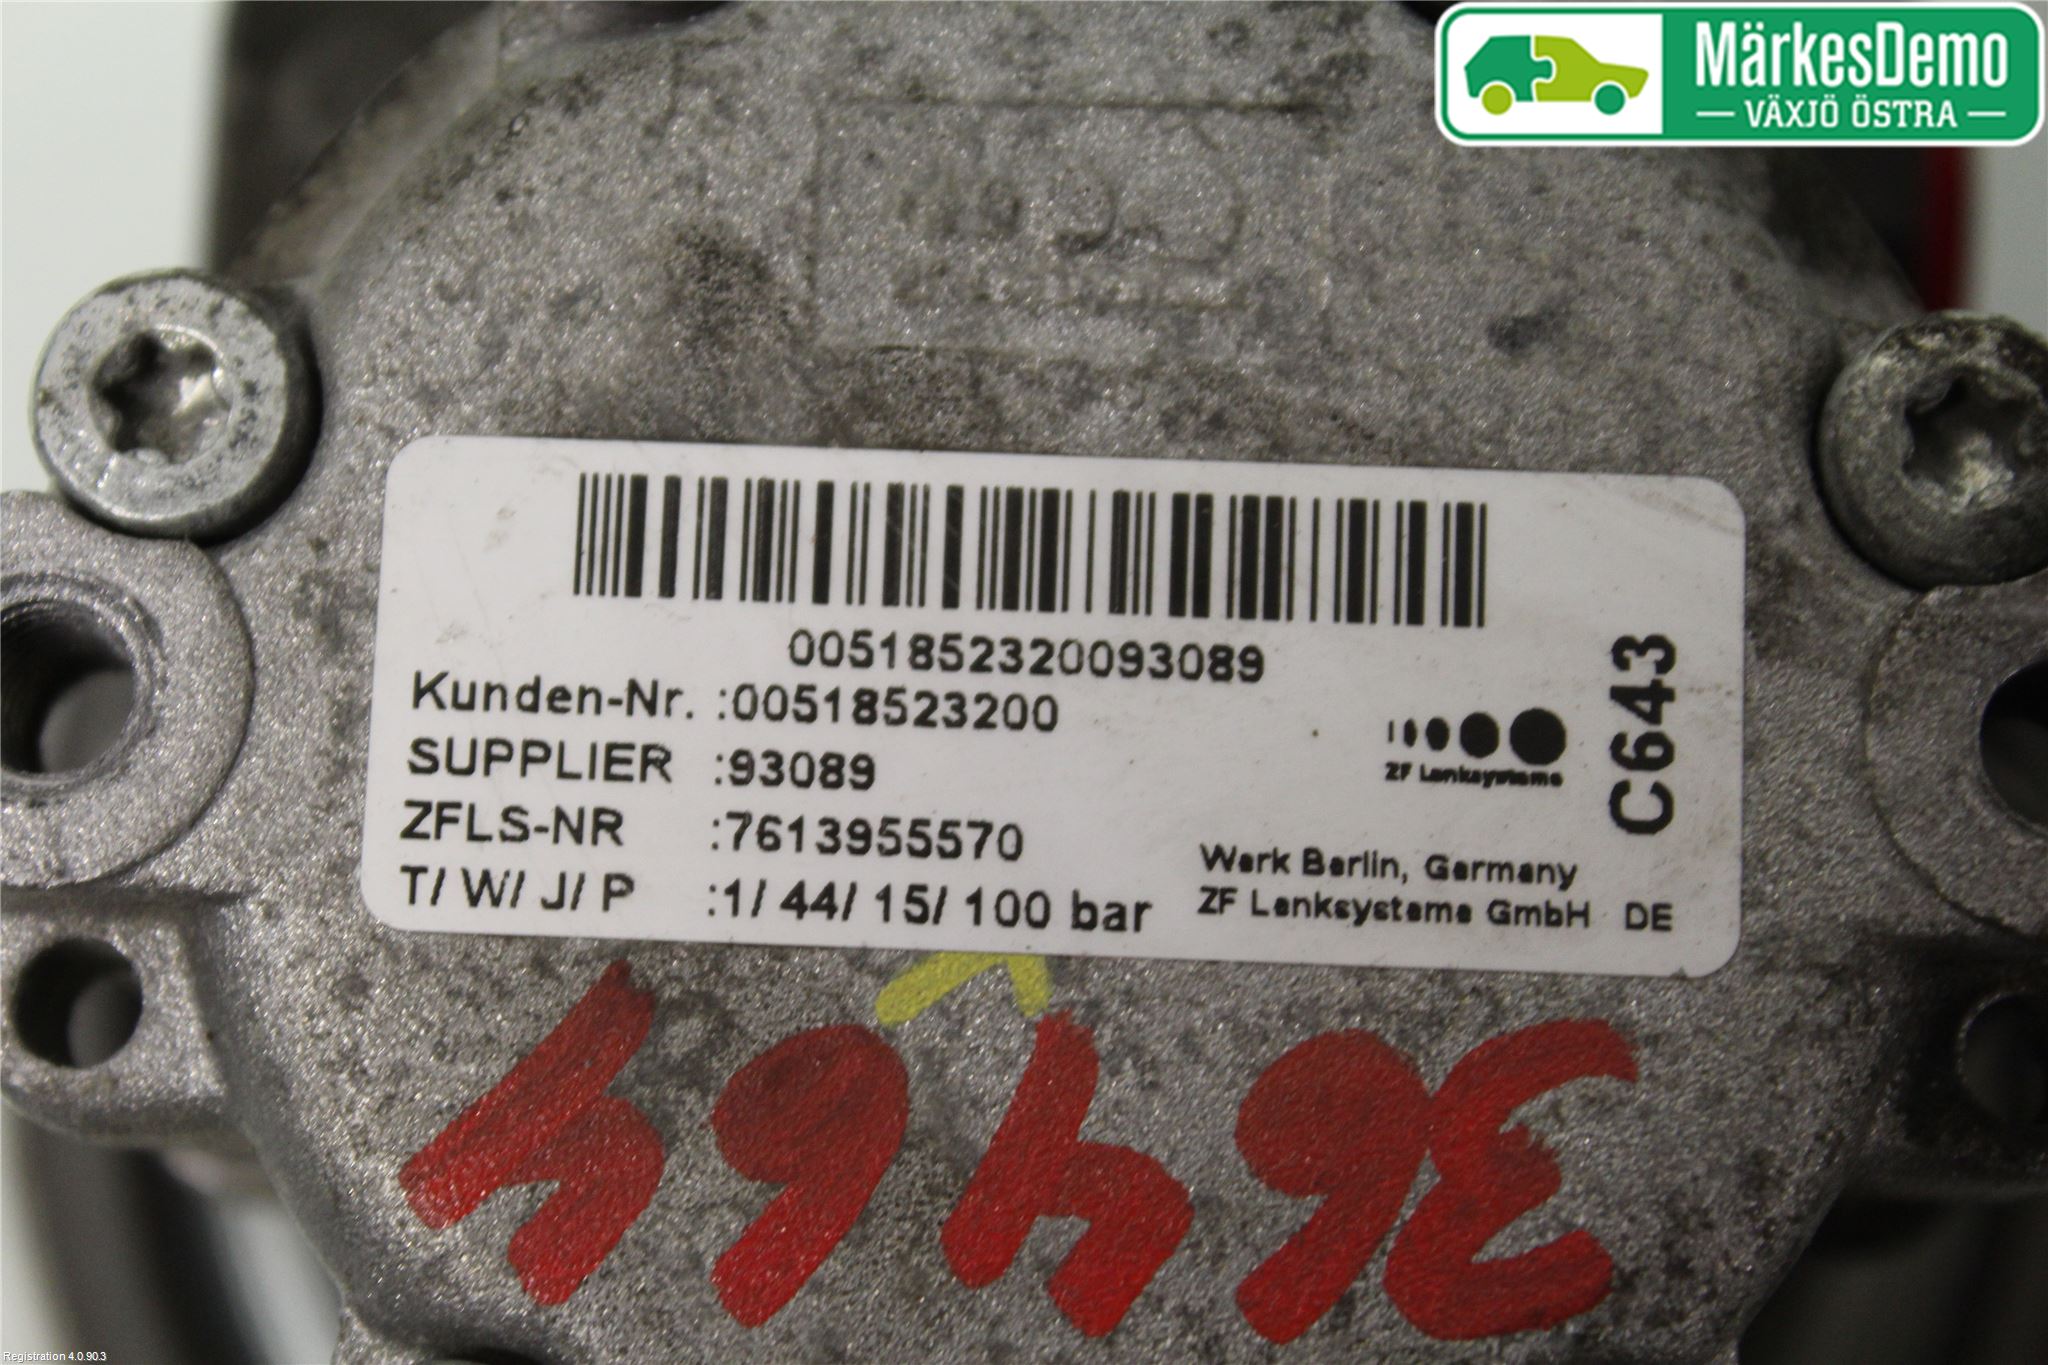 MärkesDemo
VÄXJÖ ÖSTRA
0051852320093089
Kunden-Nr. :00518523200
SUPPLIER :93089
ZFLS-NR :7613955570
T/ W/ J/ P :1/ 44/ 15/ 100 bar
ZF Lenksysteme
C643
Werk Berlin, Germany
ZF Lenksysteme GmbH DE
Registration 4.0.90.3